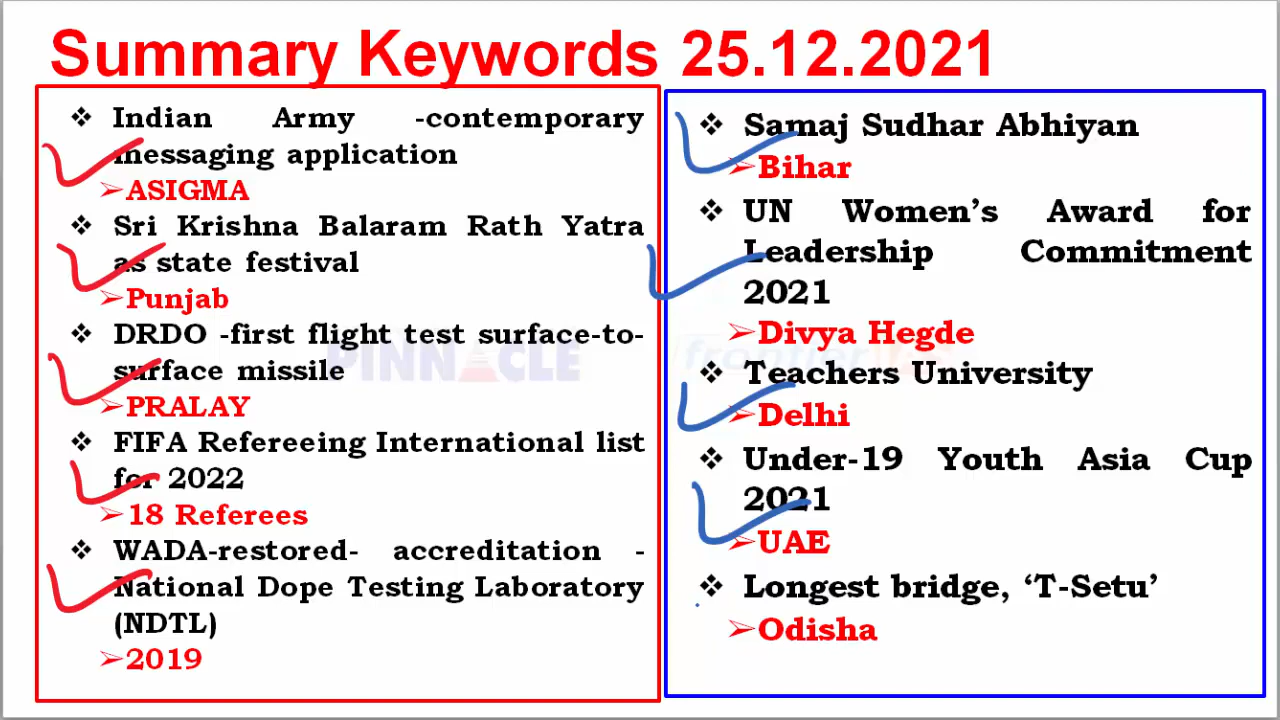 Summary Keywords 25.12.2021
❖ Indian Army -contemporary
messaging application
➢ASIGMA
❖ Sri Krishna Balaram Rath Yatra
as state festival
➢Punjab
❖ DRDO -first flight test surface-to-
surface missile
➢PRALAY
❖ FIFA Refereeing International list
for 2022
➢18 Referees
❖ WADA-restored- accreditation -
National Dope Testing Laboratory
(NDTL)
➢2019
❖ Samaj Sudhar Abhiyan
➢Bihar
❖ UN Women’s Award for
Leadership Commitment
2021
➢Divya Hegde
❖ Teachers University
➢Delhi
❖ Under-19 Youth Asia Cup
2021
➢UAE
❖ Longest bridge, ‘T-Setu’
➢Odisha
PINNACLE